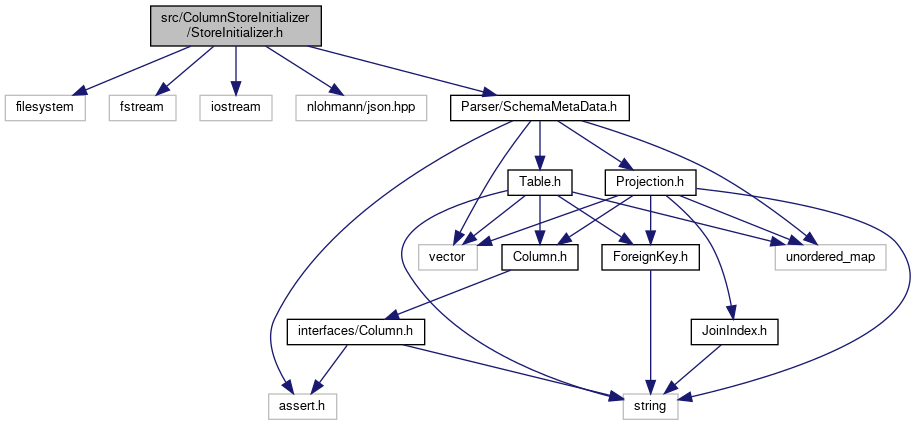 src/ColumnStoreInitializer
/StoreInitializer.h
filesystem
fstream
iostream
nlohmann/json.hpp
Parser/SchemaMetaData.h
Table.h
Projection.h
vector
Column.h
ForeignKey.h
unordered_map
interfaces/Column.h
JoinIndex.h
assert.h
string